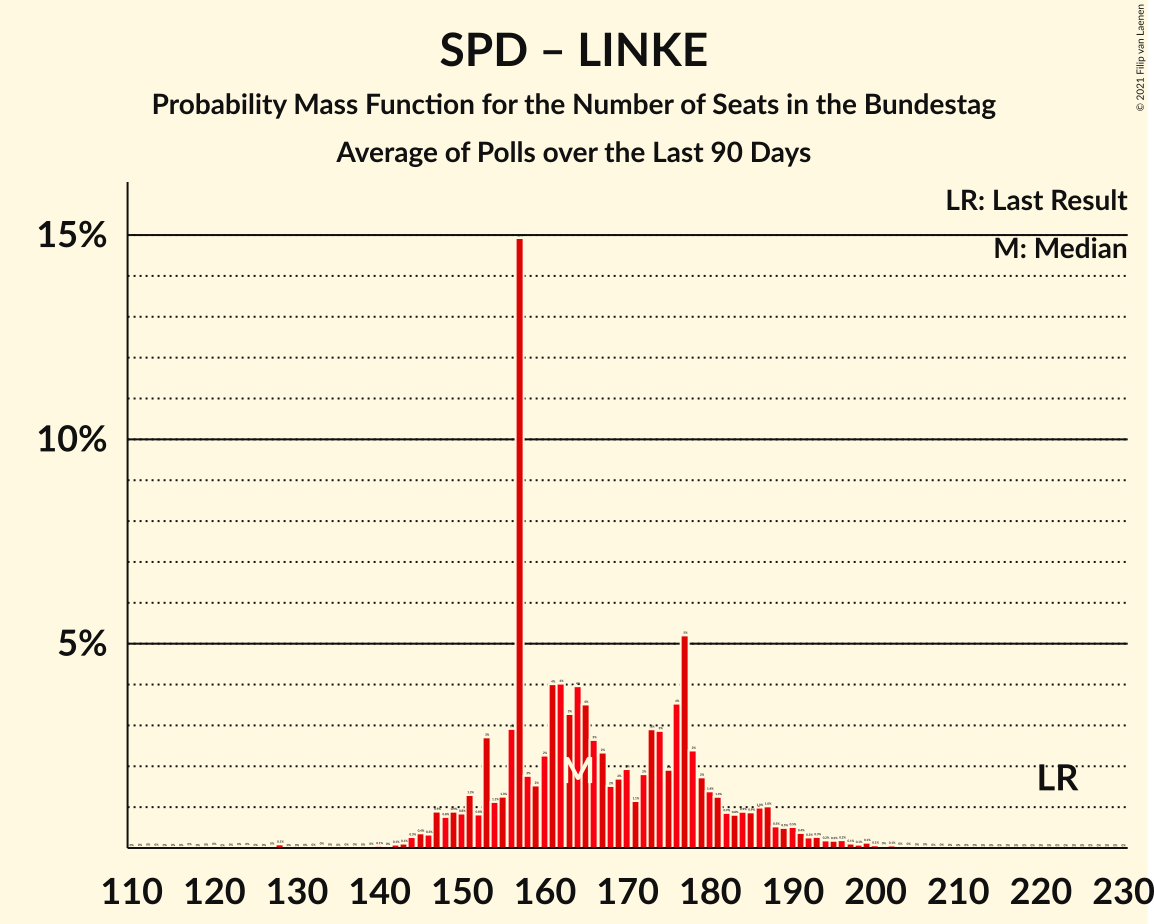 SPD – LINKE
Probability Mass Function for the Number of Seats in the Bundestag
Average of Polls over the Last 90 Days
© 2021 Filip van Laenen
LR: Last Result
M: Median
15%
10%
5%
M
LR
110 120 130 140 150 160 170 180 190 200 210 220 230